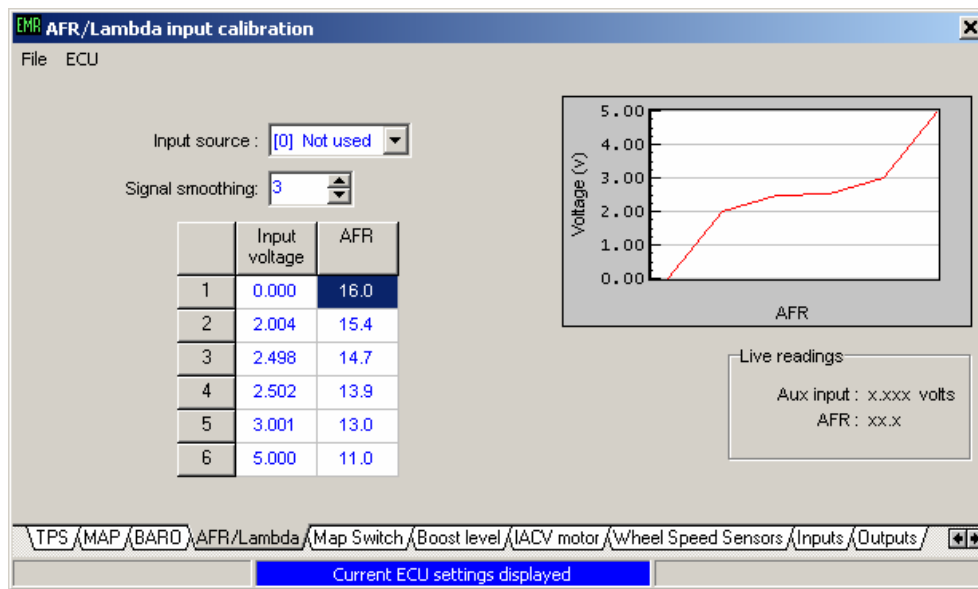 EMR AFR/Lambda input calibration
File ECU
Input source : [0] Not used
Signal smoothing: 3
Input voltage AFR
1 0.000 16.0
2 2.004 15.4
3 2.498 14.7
4 2.502 13.9
5 3.001 13.0
6 5.000 11.0
5.00
4.00
3.00
2.00
1.00
0.00
Voltage (v)
AFR
Live readings
Aux input : x.xxx volts
AFR : xx.x
TPS MAP BARO AFR/Lambda Map Switch Boost level IACV motor Wheel Speed Sensors Inputs Outputs
Current ECU settings displayed